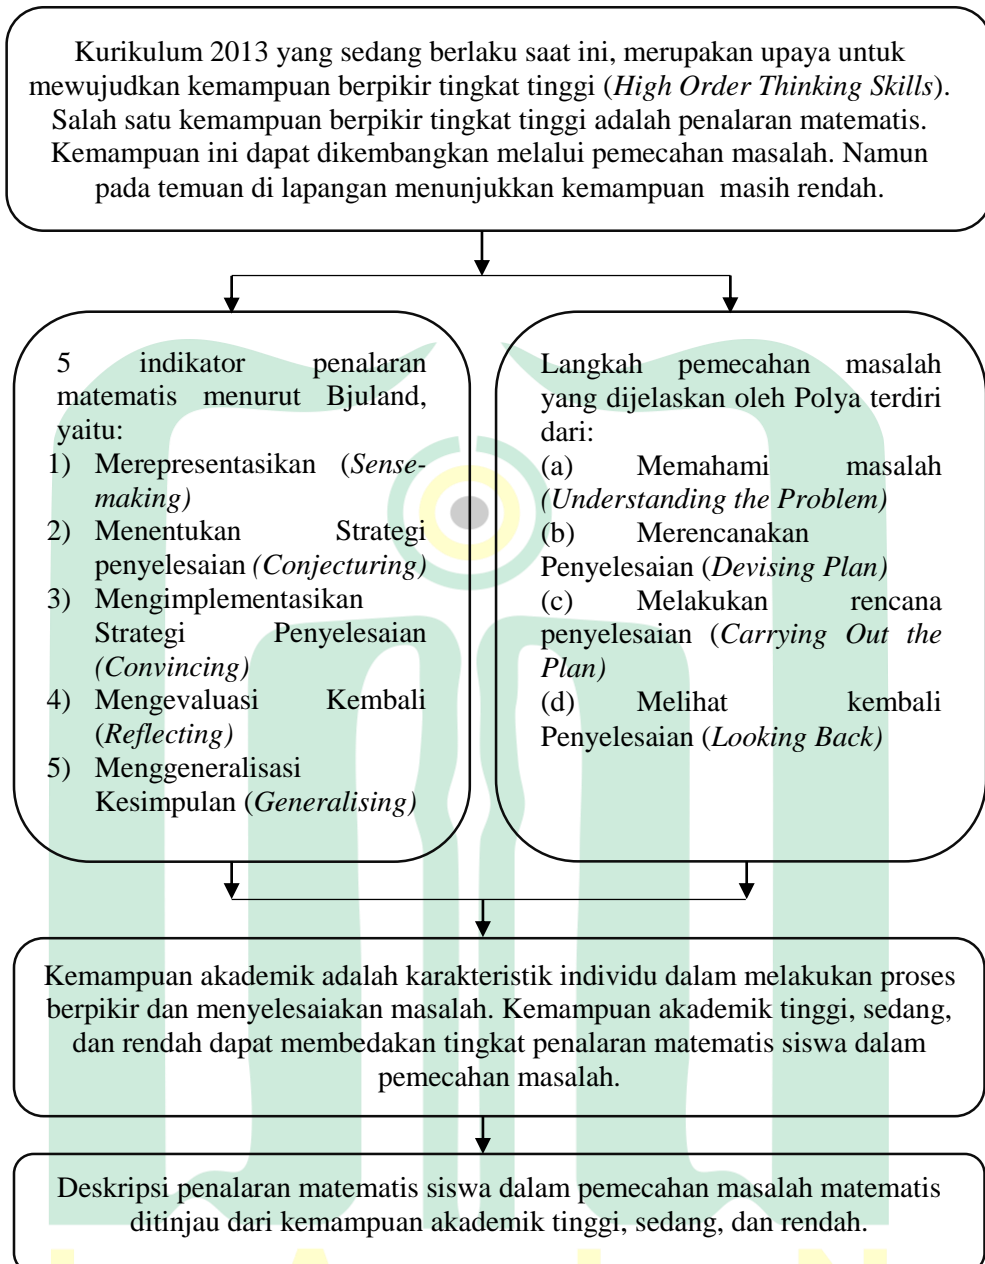 Kurikulum 2013 yang sedang berlaku saat ini, merupakan upaya untuk
mewujudkan kemampuan berpikir tingkat tinggi (High Order Thinking Skills).
Salah satu kemampuan berpikir tingkat tinggi adalah penalaran matematis.
Kemampuan ini dapat dikembangkan melalui pemecahan masalah. Namun
pada temuan di lapangan menunjukkan kemampuan masih rendah.
5 indikator penalaran
matematis menurut Bjuland,
yaitu:
1) Merepresentasikan (Sense-
making)
2) Menentukan Strategi
penyelesaian (Conjecturing)
3) Mengimplementasikan
Strategi Penyelesaian
(Convincing)
4) Mengevaluasi Kembali
(Reflecting)
5) Menggeneralisasi
Kesimpulan (Generalising)
Langkah pemecahan masalah
yang dijelaskan oleh Polya terdiri
dari:
(a) Memahami masalah
(Understanding the Problem)
(b) Merencanakan
Penyelesaian (Devising Plan)
(c) Melakukan rencana
penyelesaian (Carrying Out the
Plan)
(d) Melihat kembali
Penyelesaian (Looking Back)
Kemampuan akademik adalah karakteristik individu dalam melakukan proses
berpikir dan menyelesaiakan masalah. Kemampuan akademik tinggi, sedang,
dan rendah dapat membedakan tingkat penalaran matematis siswa dalam
pemecahan masalah.
Deskripsi penalaran matematis siswa dalam pemecahan masalah matematis
ditinjau dari kemampuan akademik tinggi, sedang, dan rendah.